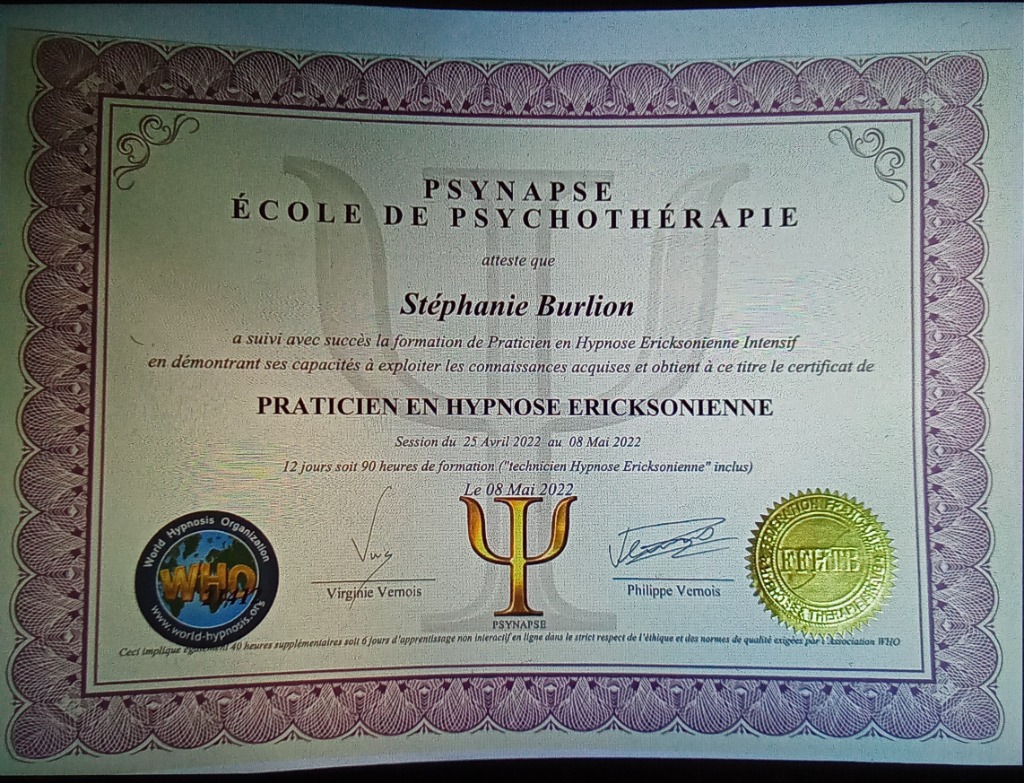 PSYNAPSE
ÉCOLE DE PSYCHOTHÉRAPIE
atteste que
Stéphanie Burlion
a suivi avec succès la formation de Praticien en Hypnose Ericksonienne Intensif
en démontrant ses capacités à exploiter les connaissances acquises et obtient à ce titre le certificat de
PRATICIEN EN HYPNOSE ERICKSONIENNE
Session du 25 Avril 2022 au 08 Mai 2022
12 jours soit 90 heures de formation ("technicien Hypnose Ericksonienne" inclus)
Le 08 Mai 2022
World Hypnosis Organization
WHO
www.world-hypnosis.org
Virginie Vernois
PSYNAPSE
Philippe Vernois
FFHTB
Ceci implique également 40 heures supplémentaires soit 6 jours d'apprentissage non interactif en ligne dans le strict respect de l'éthique et des normes de qualité exigées par l'Association WHO